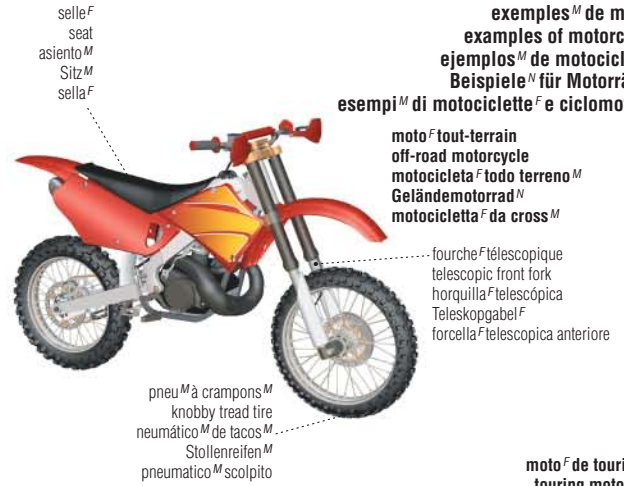 selle F
seat
asiento M
Sitz M
sella F
exemples M de
examples of
ejemplos M de
Beispiele N für
esempi M di motociclette F e
moto F tout-terrain
off-road motorcycle
motocicleta F todo terreno M
Geländemotorrad N
motocicletta F da cross M
fourche F télescopique
telescopic front fork
horquilla F telescópica
Teleskopgabel F
forcella F telescopica anteriore
pneu M à crampons M
knobby tread tire
neumático M de tacos M
Stollenreifen M
pneumatico M scolpito
moto F de
touring